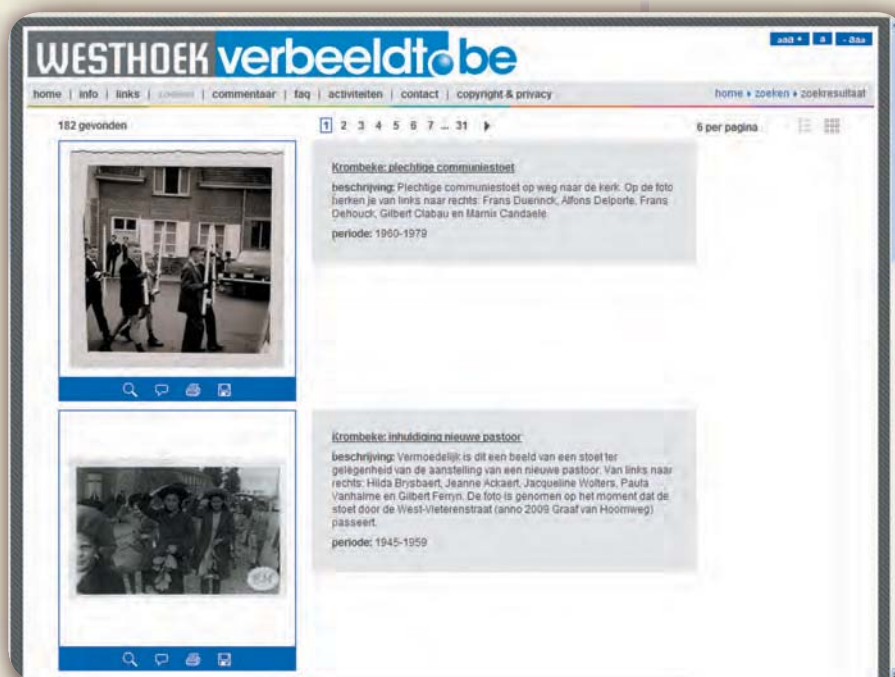 WESTHOEK verbeeldt.be
aaa + a - aaa
home | info | links | zoeken | commentaar | faq | activiteiten | contact | copyright & privacy
home zoeken zoekresultaat
182 gevonden
1 2 3 4 5 6 7 ... 31
6 per pagina
Krombeke: plechtige communiestoet
beschrijving: Plechtige communiestoet op weg naar de kerk. Op de foto
herken je van links naar rechts: Frans Duerinck, Alfons Delporte, Frans
Dehouck, Gilbert Clabau en Marnix Candaele.
periode: 1960-1979
Krombeke: inhuldiging nieuwe pastoor
beschrijving: Vermoedelijk is dit een beeld van een stoet ter
gelegenheid van de aanstelling van een nieuwe pastoor. Van links naar
rechts: Hilda Brysbaert, Jeanne Ackaert, Jacqueline Wolters, Paula
Vanhalme en Gilbert Ferryn. De foto is genomen op het moment dat de
stoet door de West-Vleterenstraat (anno 2009 Graaf van Hoornweg)
passeert.
periode: 1945-1959